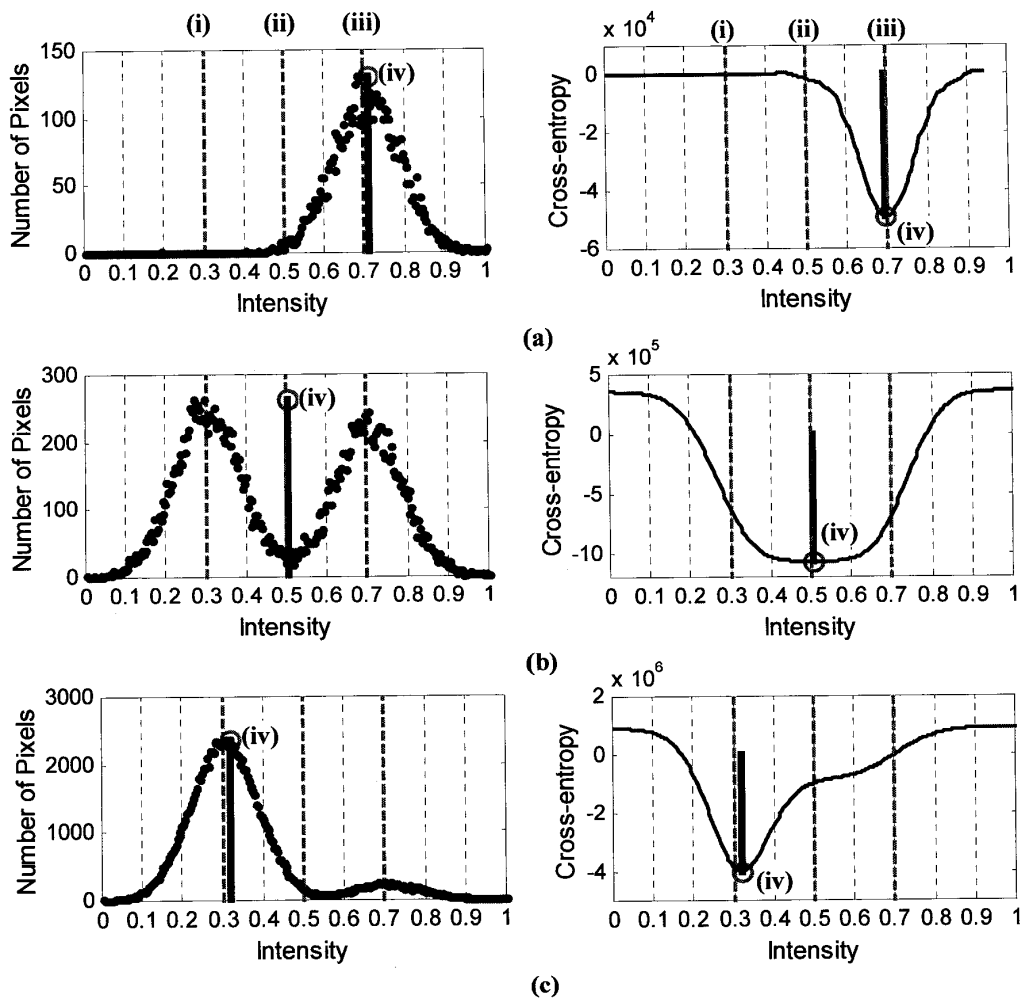 (i) (ii) (iii)
150
100
50
0
Number of Pixels
(iv)
0 0.1 0.2 0.3 0.4 0.5 0.6 0.7 0.8 0.9 1
Intensity
x 10⁴
(i) (ii) (iii)
0
-2
-4
-6
Cross-entropy
(iv)
0 0.1 0.2 0.3 0.4 0.5 0.6 0.7 0.8 0.9 1
Intensity
(a)
300
200
100
0
Number of Pixels
(iv)
0 0.1 0.2 0.3 0.4 0.5 0.6 0.7 0.8 0.9 1
Intensity
x 10⁵
5
0
-5
-10
Cross-entropy
(iv)
0 0.1 0.2 0.3 0.4 0.5 0.6 0.7 0.8 0.9 1
Intensity
(b)
3000
2000
1000
0
Number of Pixels
(iv)
0 0.1 0.2 0.3 0.4 0.5 0.6 0.7 0.8 0.9 1
Intensity
x 10⁶
2
0
-2
-4
Cross-entropy
(iv)
0 0.1 0.2 0.3 0.4 0.5 0.6 0.7 0.8 0.9 1
Intensity
(c)